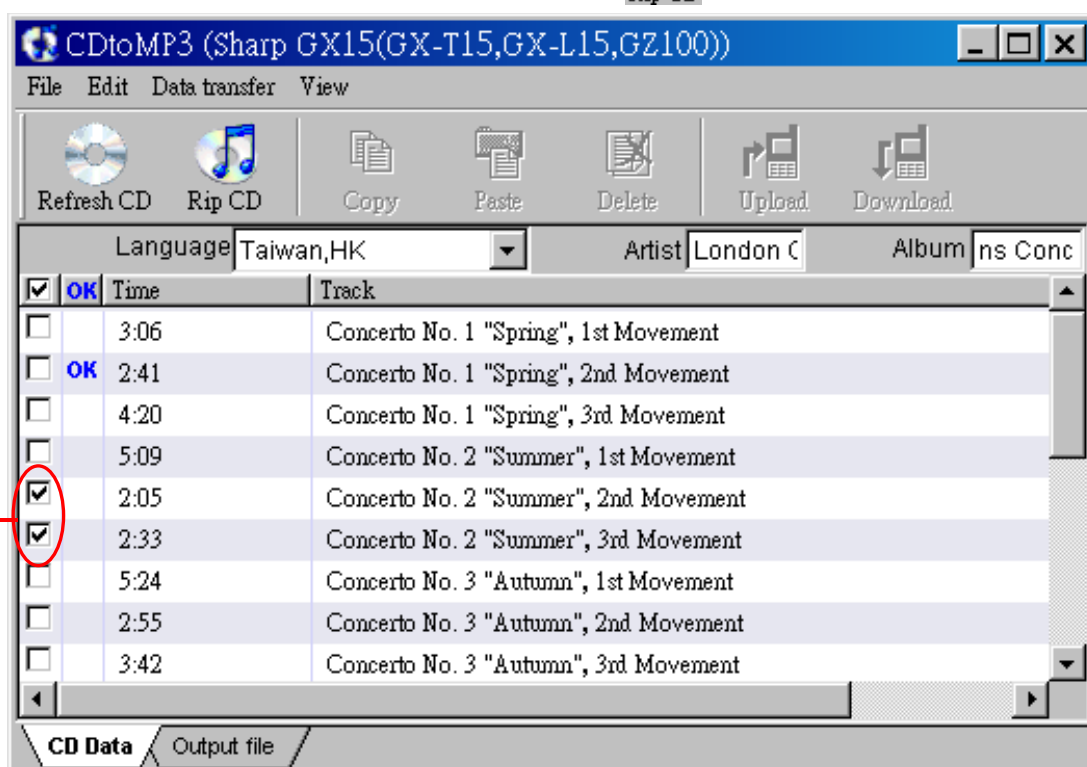 CDtoMP3 (Sharp GX15(GX-T15,GX-L15,GZ100))
File Edit Data transfer View
Refresh CD Rip CD Copy Paste Delete Upload Download
Language Taiwan,HK Artist London Album ns Conc
OK Time Track
3:06 Concerto No. 1 "Spring", 1st Movement
OK 2:41 Concerto No. 1 "Spring", 2nd Movement
4:20 Concerto No. 1 "Spring", 3rd Movement
5:09 Concerto No. 2 "Summer", 1st Movement
2:05 Concerto No. 2 "Summer", 2nd Movement
2:33 Concerto No. 2 "Summer", 3rd Movement
5:24 Concerto No. 3 "Autumn", 1st Movement
2:55 Concerto No. 3 "Autumn", 2nd Movement
3:42 Concerto No. 3 "Autumn", 3rd Movement
CD Data Output file